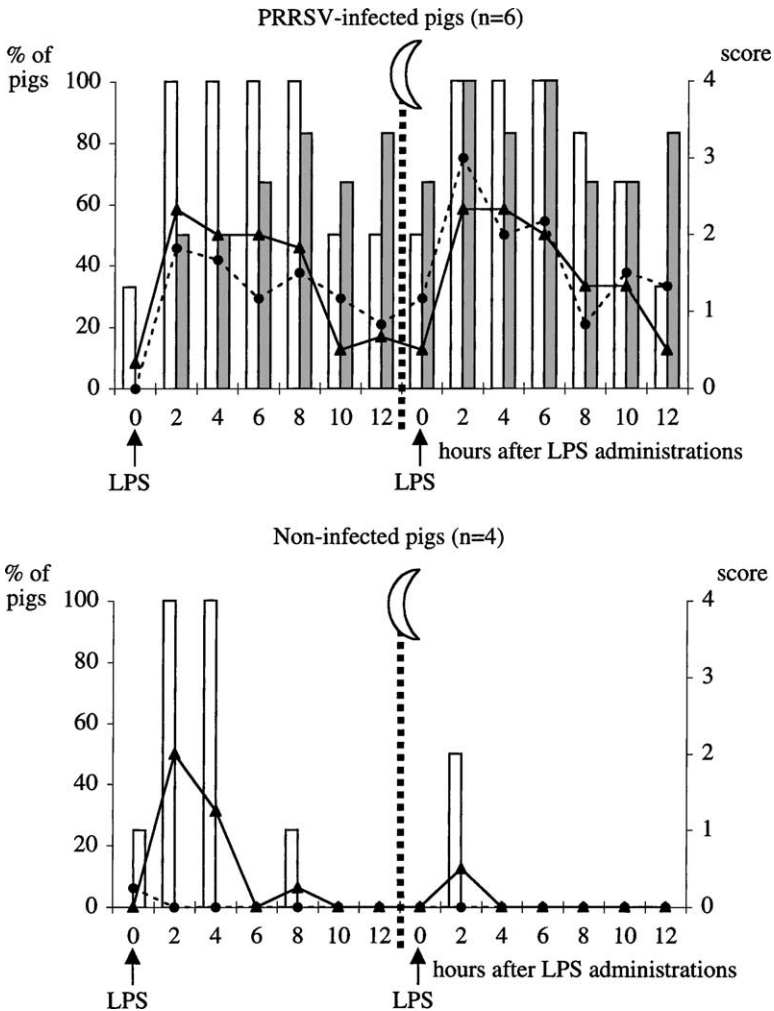 PRRSV-infected pigs (n=6)
% of
pigs
score
100
80
60
40
20
0
4
3
2
1
0
0 2 4 6 8 10 12 0 2 4 6 8 10 12
hours after LPS administrations
LPS LPS
Non-infected pigs (n=4)
% of
pigs
score
100
80
60
40
20
0
4
3
2
1
0
0 2 4 6 8 10 12 0 2 4 6 8 10 12
hours after LPS administrations
LPS LPS